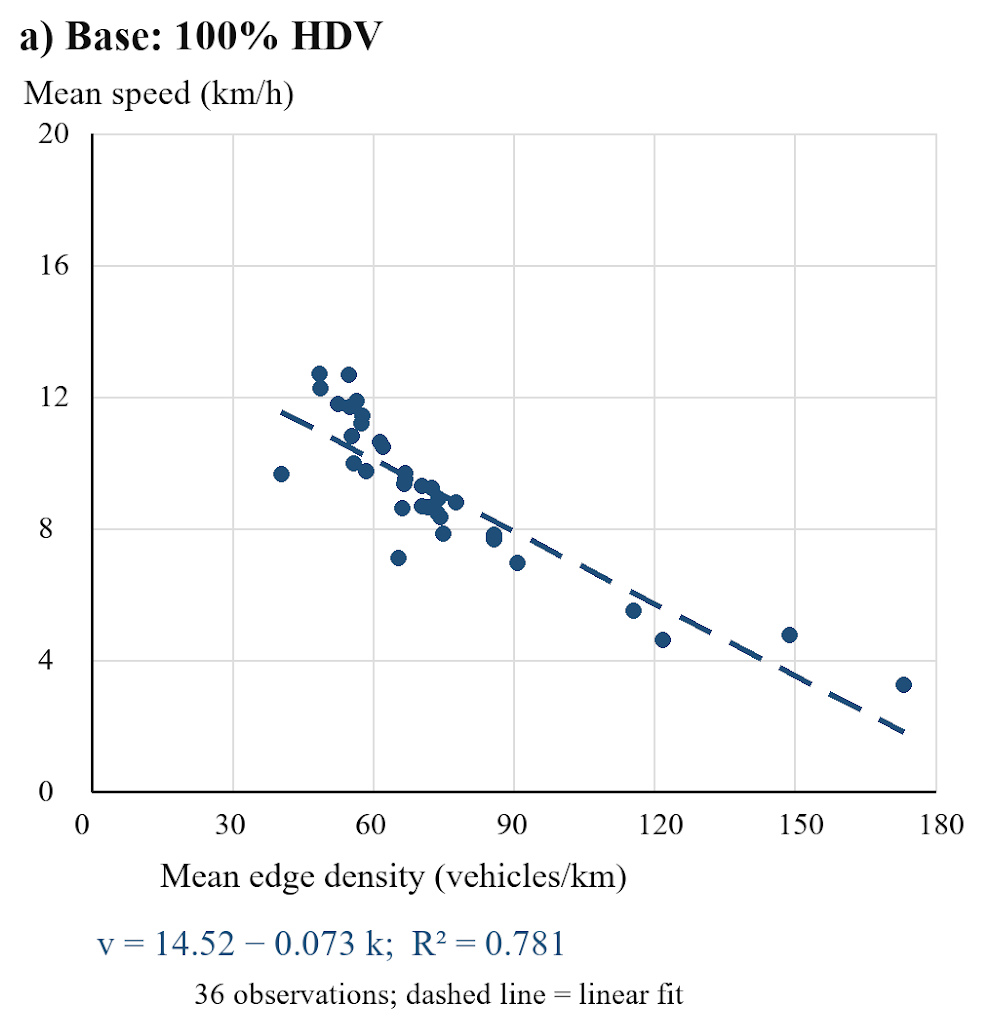 a) Base: 100% HDV
Mean speed (km/h)
20
16
12
8
4
0
0 30 60 90 120 150 180
Mean edge density (vehicles/km)
v = 14.52 − 0.073 k; R² = 0.781
36 observations; dashed line = linear fit